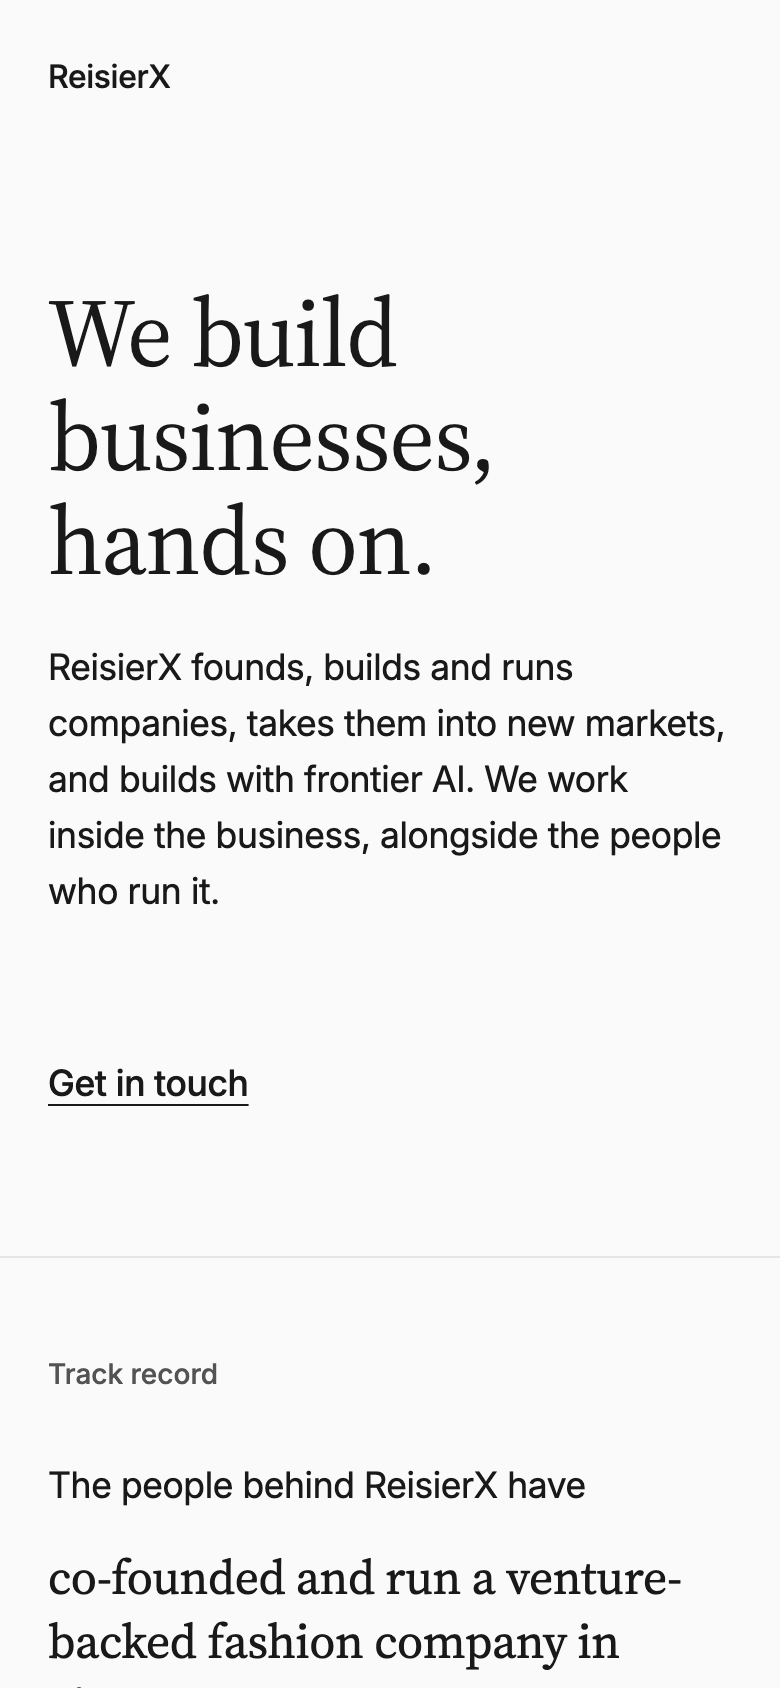 ReisierX
We build
businesses,
hands on.
ReisierX founds, builds and runs
companies, takes them into new markets,
and builds with frontier AI. We work
inside the business, alongside the people
who run it.
Get in touch
Track record
The people behind ReisierX have
co-founded and run a venture-
backed fashion company in